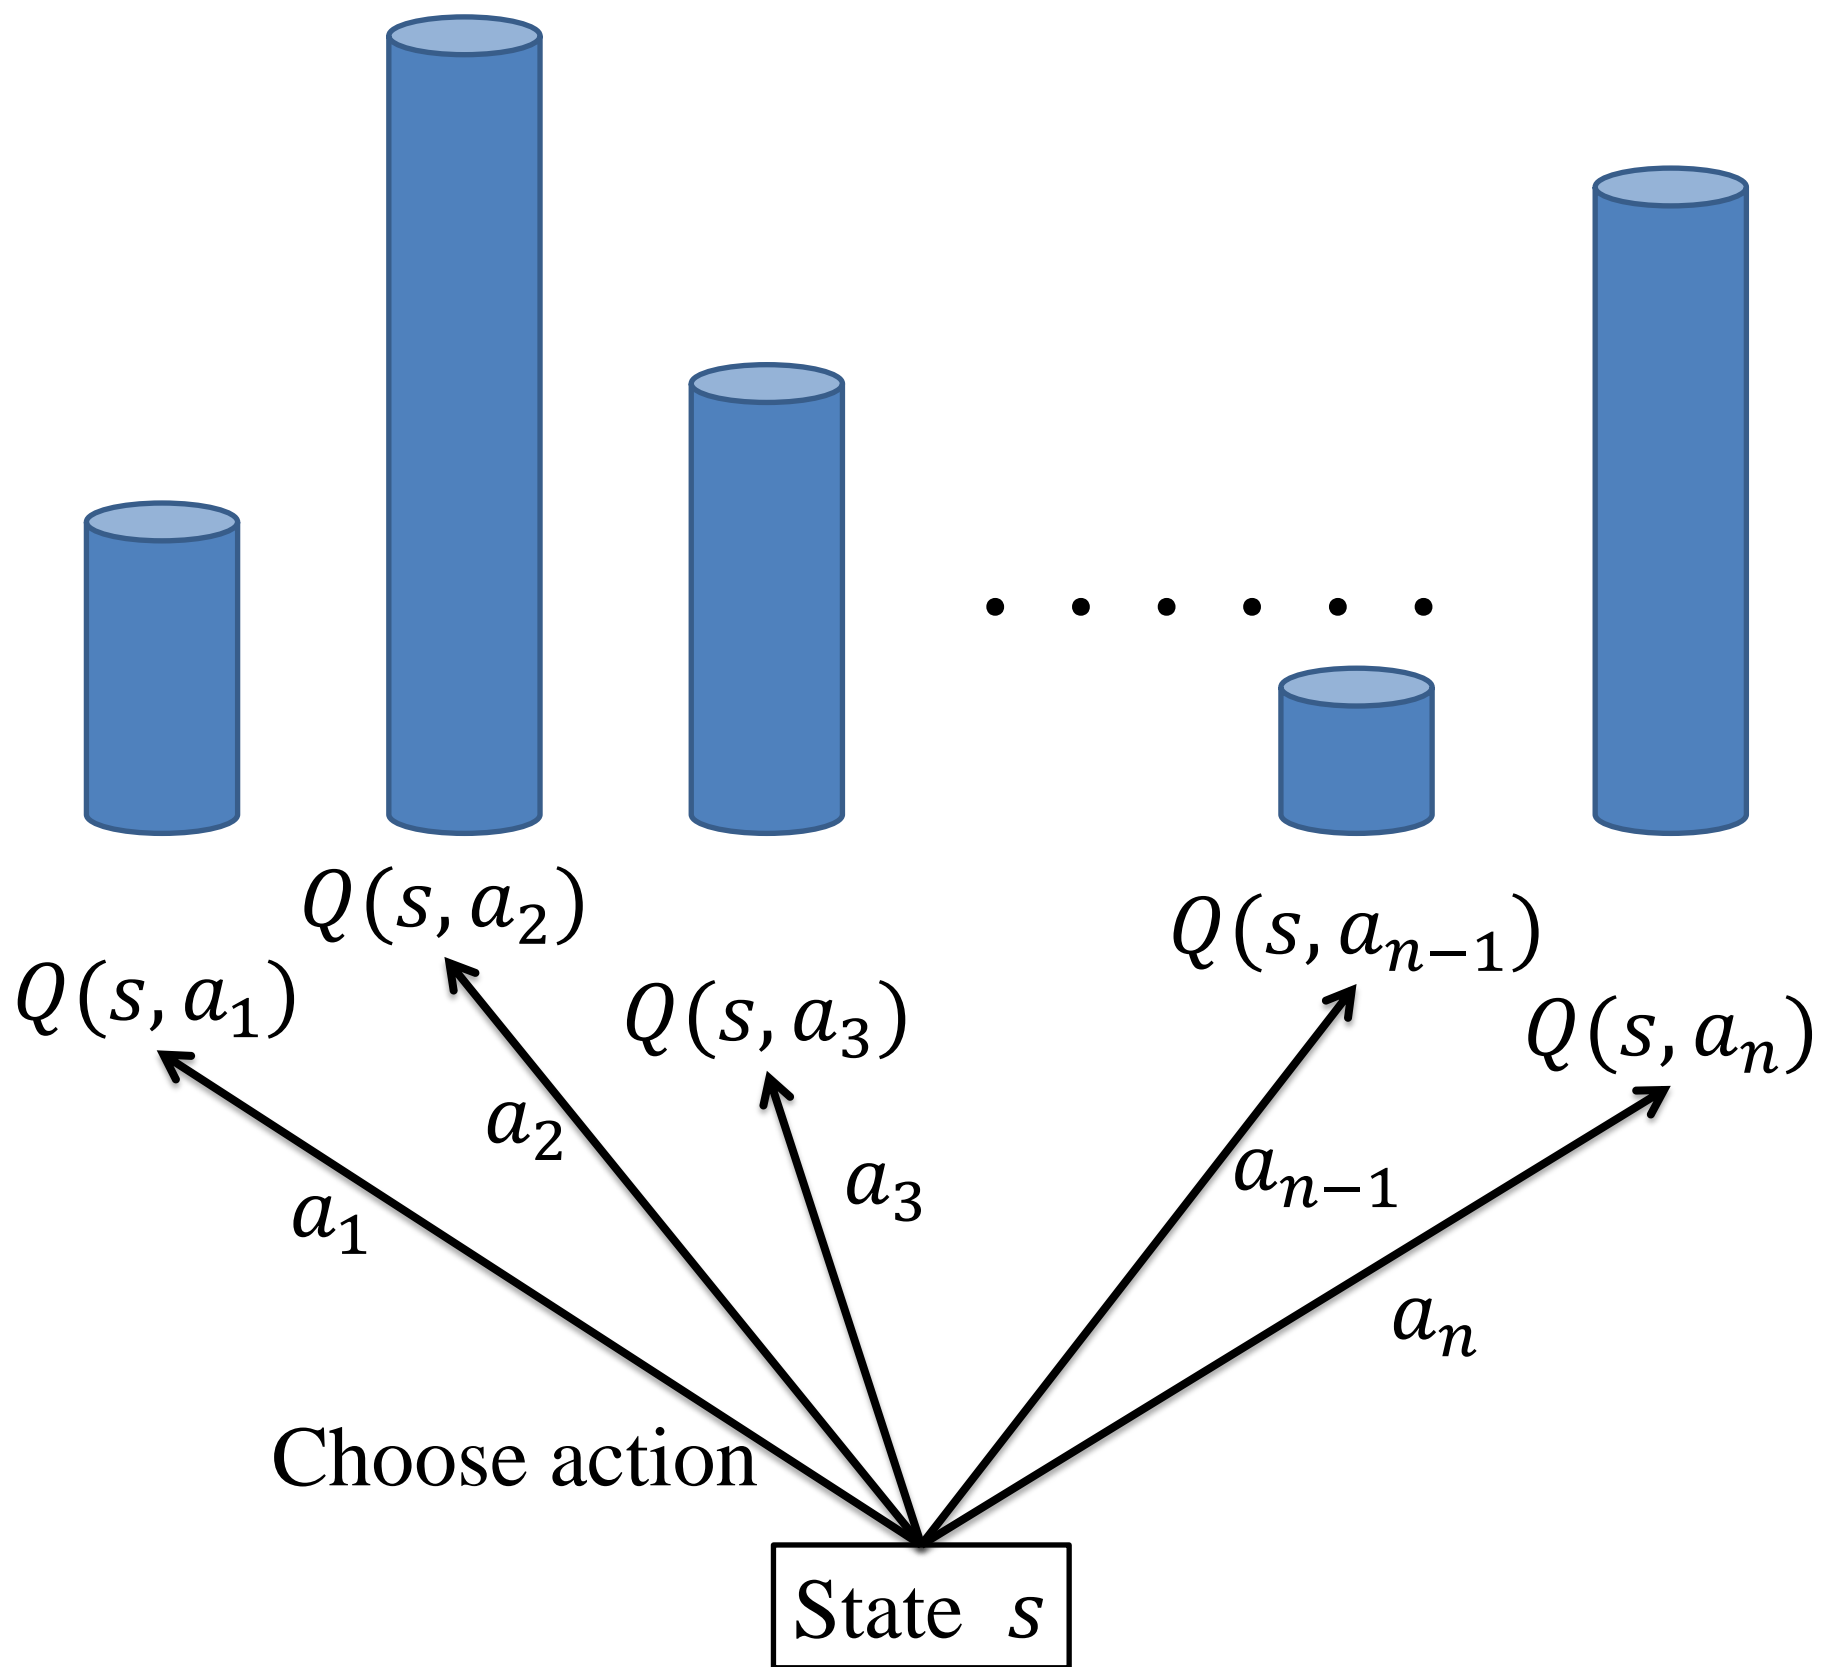 Q(s, a₂)
Q(s, aₙ₋₁)
Q(s, a₁)
Q(s, a₃)
Q(s, aₙ)
a₂
a₃
aₙ₋₁
a₁
aₙ
Choose action
State s